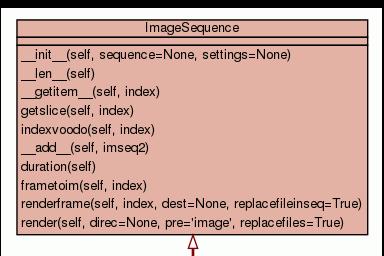 ImageSequence
__init__(self, sequence=None, settings=None)
__len__(self)
__getitem__(self, index)
getslice(self, index)
indexvoodo(self, index)
__add__(self, imseq2)
duration(self)
frametoim(self, index)
renderframe(self, index, dest=None, replacefileinseq=True)
render(self, direc=None, pre='image', replacefiles=True)